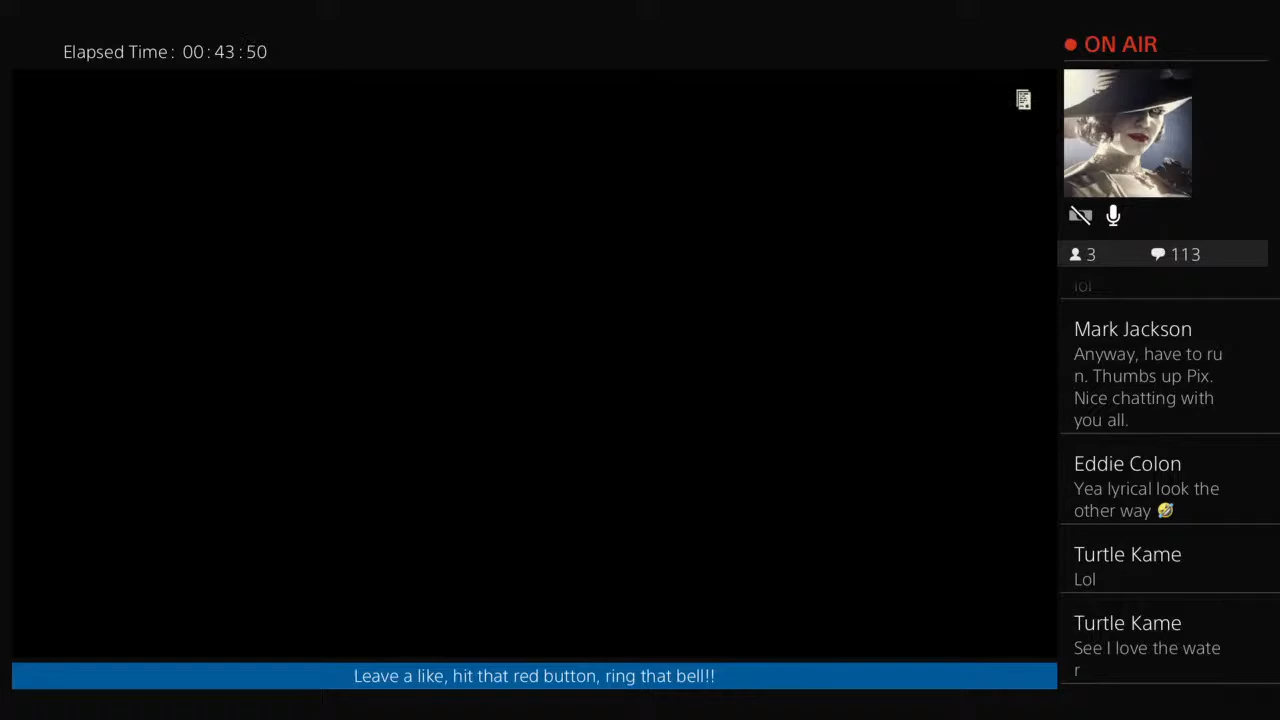 Elapsed Time: 00:43:50
ON AIR
3 113
lol
Mark Jackson
Anyway, have to ru
n. Thumbs up Pix.
Nice chatting with
you all.
Eddie Colon
Yea lyrical look the
other way 🤣
Turtle Kame
Lol
Turtle Kame
See I love the wate
r
Leave a like, hit that red button, ring that bell!!